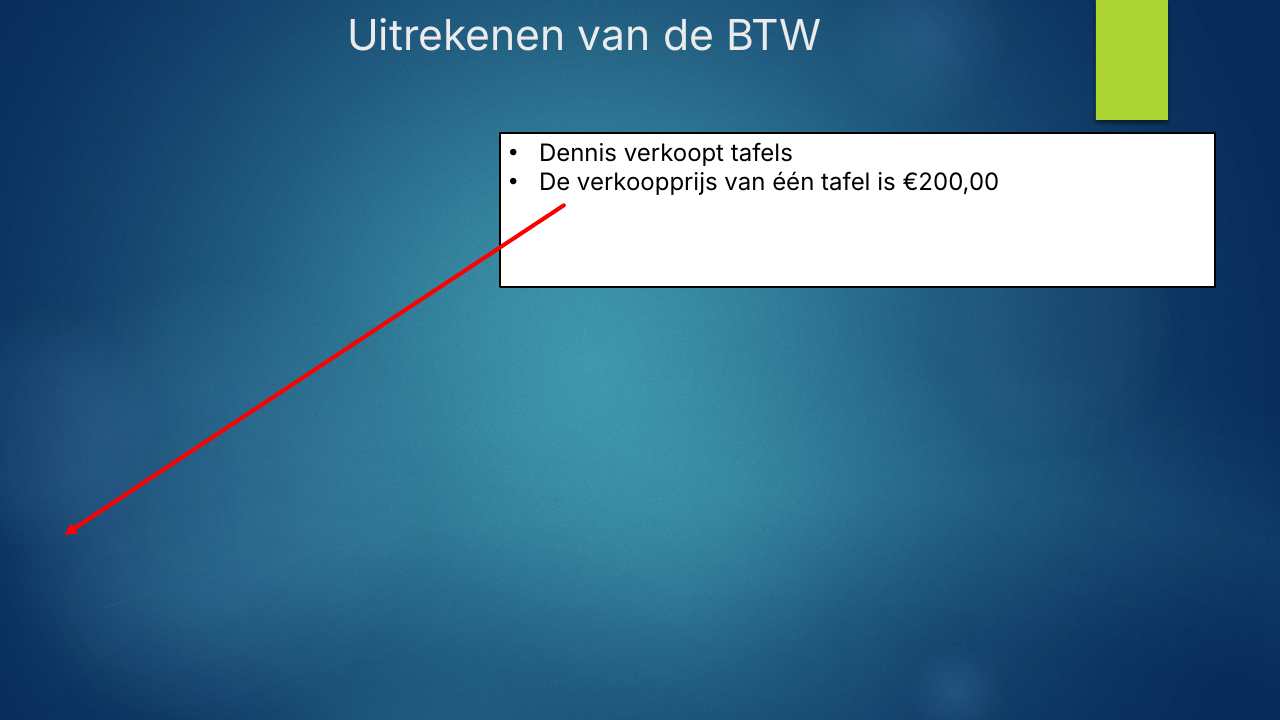 Uitrekenen van de BTW
• Dennis verkoopt tafels
• De verkoopprijs van één tafel is €200,00